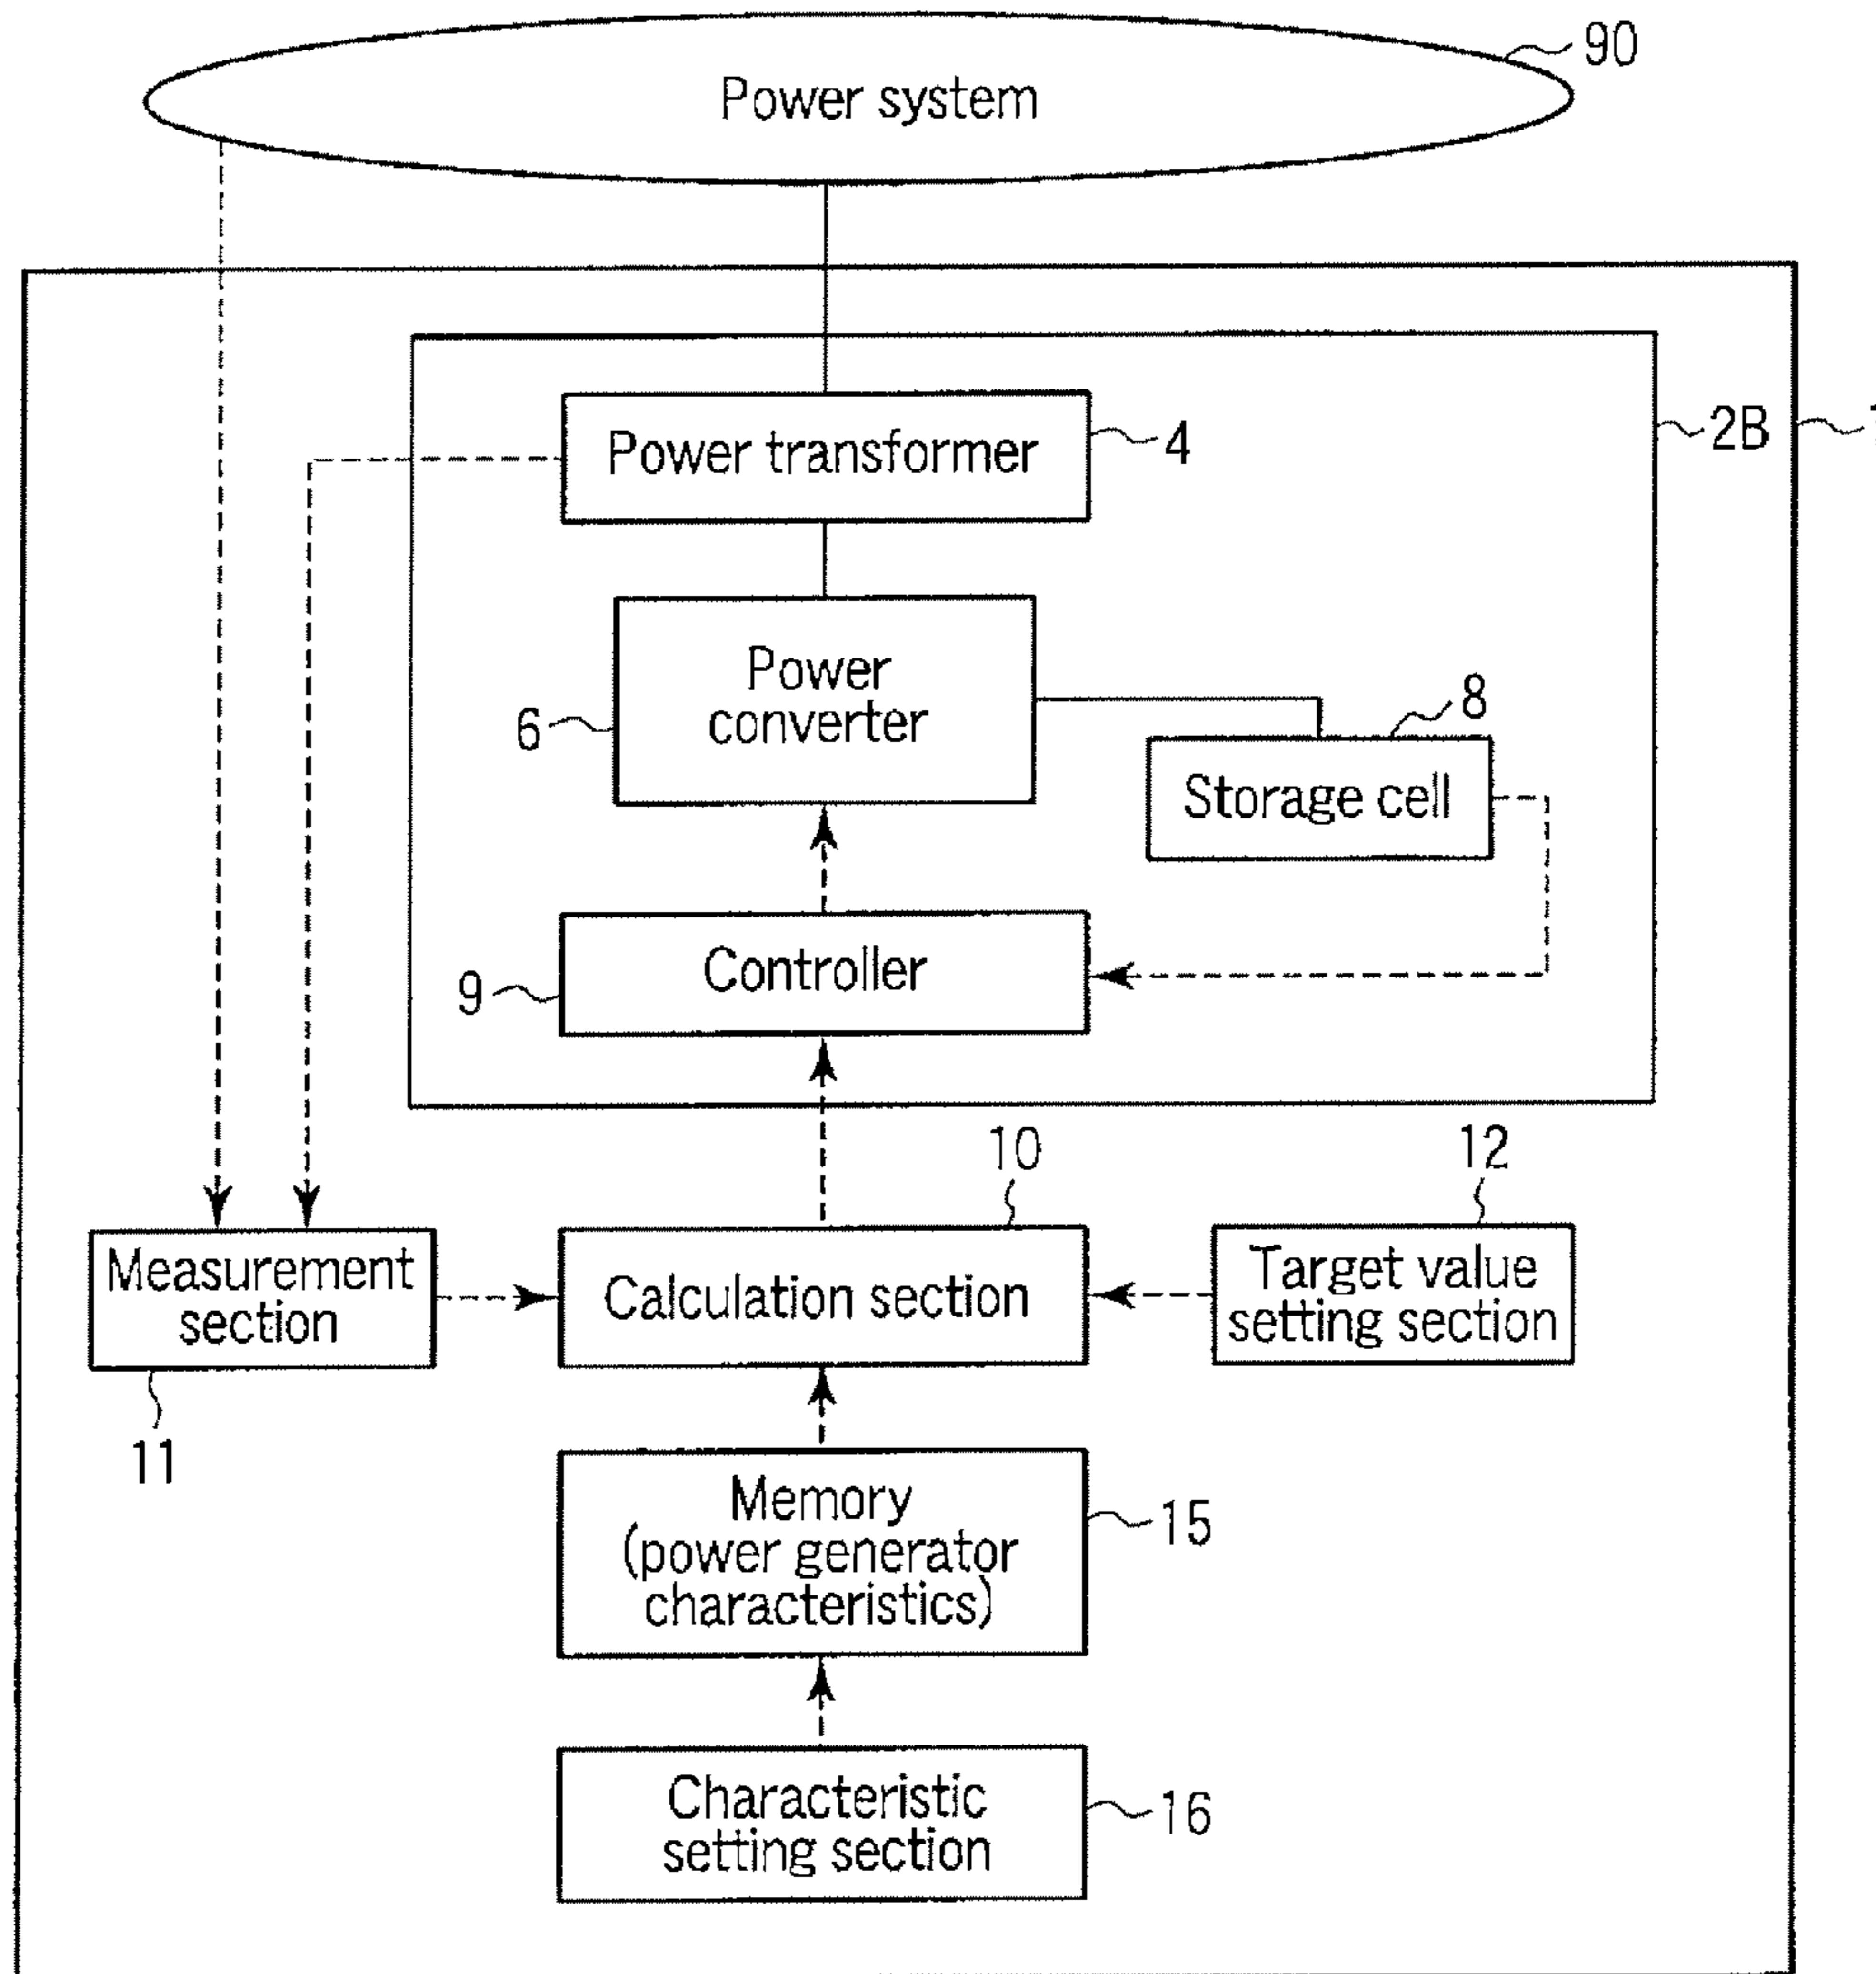 90
Power system
2B
Power transformer
4
Power
converter
6
8
Storage cell
Controller
9
10
12
Measurement
section
Calculation section
Target value
setting section
11
Memory
(power generator
characteristics)
15
Characteristic
setting section
16